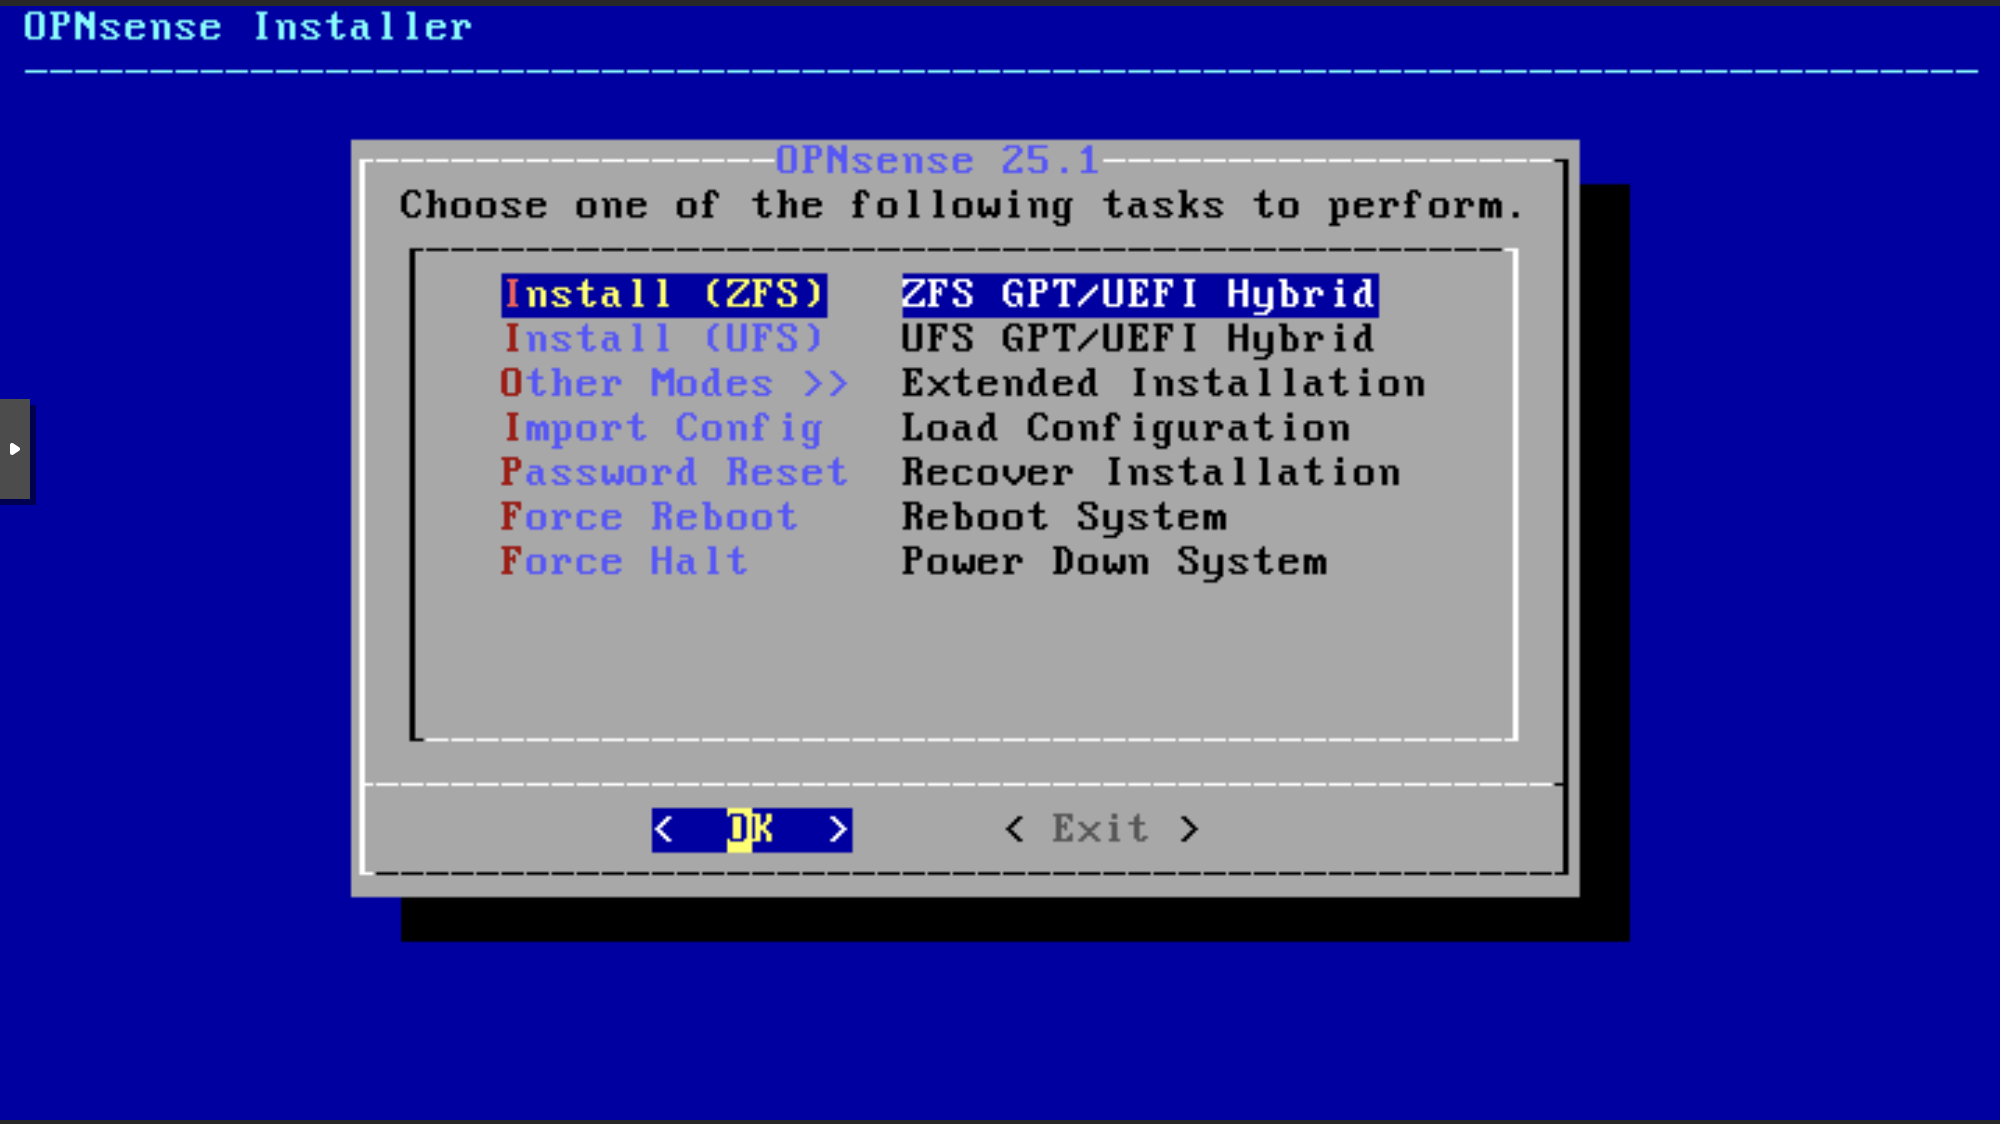 OPNsense Installer
OPNsense 25.1
Choose one of the following tasks to perform.
Install (ZFS) ZFS GPT/UEFI Hybrid
Install (UFS) UFS GPT/UEFI Hybrid
Other Modes >> Extended Installation
Import Config Load Configuration
Password Reset Recover Installation
Force Reboot Reboot System
Force Halt Power Down System
< OK > < Exit >